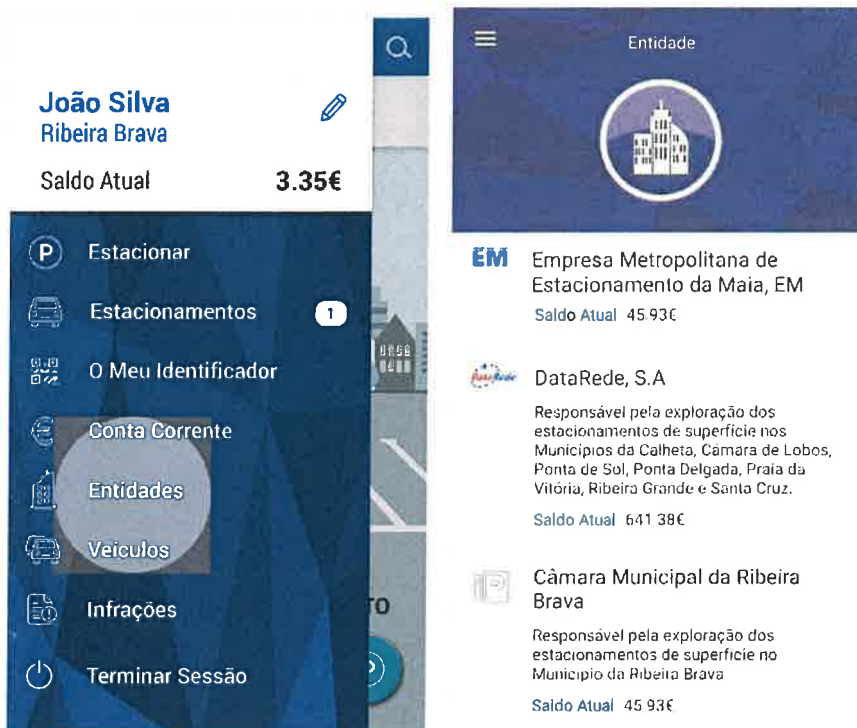 João Silva
Ribeira Brava
Saldo Atual 3.35€
P Estacionar
Estacionamentos 1
O Meu Identificador
Conta Corrente
Entidades
Veículos
Infrações
Terminar Sessão
TO
Entidade
EM Empresa Metropolitana de
Estacionamento da Maia, EM
Saldo Atual 45.93€
DataRede DataRede, S.A
Responsável pela exploração dos
estacionamentos de superfície nos
Municípios da Calheta, Câmara de Lobos,
Ponta de Sol, Ponta Delgada, Praia da
Vitória, Ribeira Grande e Santa Cruz.
Saldo Atual 641 38€
iP Câmara Municipal da Ribeira
Brava
Responsável pela exploração dos
estacionamentos de superfície no
Município da Ribeira Brava
Saldo Atual 45 93€